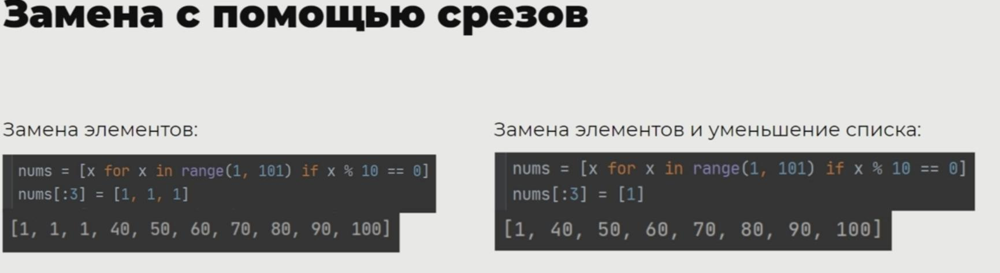 Замена с помощью срезов
Замена элементов:
nums = [x for x in range(1, 101) if x % 10 == 0]
nums[:3] = [1, 1, 1]
[1, 1, 1, 40, 50, 60, 70, 80, 90, 100]
Замена элементов и уменьшение списка:
nums = [x for x in range(1, 101) if x % 10 == 0]
nums[:3] = [1]
[1, 40, 50, 60, 70, 80, 90, 100]